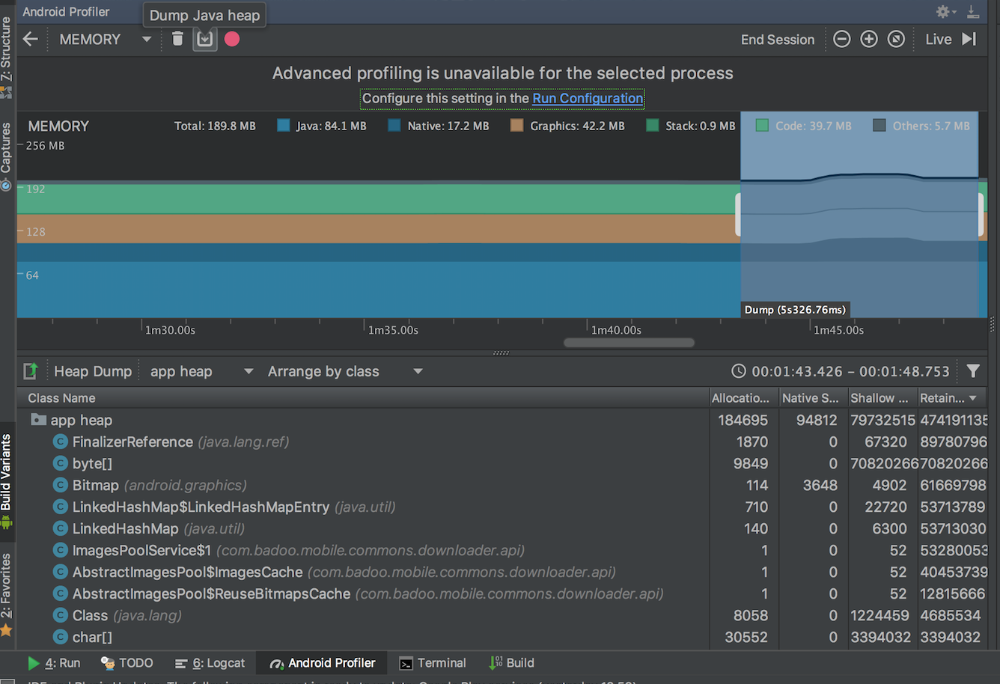 Android Profiler
Dump Java heap
MEMORY
End Session
Live
Advanced profiling is unavailable for the selected process
Configure this setting in the Run Configuration
MEMORY
Total: 189.8 MB
Java: 84.1 MB
Native: 17.2 MB
Graphics: 42.2 MB
Stack: 0.9 MB
Code: 39.7 MB
Others: 5.7 MB
256 MB
192
128
64
Dump (5s326.76ms)
1m30.00s
1m35.00s
1m40.00s
1m45.00s
Heap Dump
app heap
Arrange by class
00:01:43.426 – 00:01:48.753
Class Name Allocatio... Native S... Shallow ... Retain...
app heap 184695 94812 79732515 474191135
FinalizerReference (java.lang.ref) 1870 0 67320 89780796
byte[] 9849 0 70820266 70820266
Bitmap (android.graphics) 114 3648 4902 61669798
LinkedHashMap$LinkedHashMapEntry (java.util) 710 0 22720 53713789
LinkedHashMap (java.util) 140 0 6300 53713030
ImagesPoolService$1 (com.badoo.mobile.commons.downloader.api) 1 0 52 53280053
AbstractImagesPool$ImagesCache (com.badoo.mobile.commons.downloader.api) 1 0 52 40453739
AbstractImagesPool$ReuseBitmapsCache (com.badoo.mobile.commons.downloader.api) 1 0 52 12815666
Class (java.lang) 8058 0 1224459 4685534
char[] 30552 0 3394032 3394032
Z: Structure
Captures
Build Variants
2: Favorites
4: Run
TODO
6: Logcat
Android Profiler
Terminal
Build